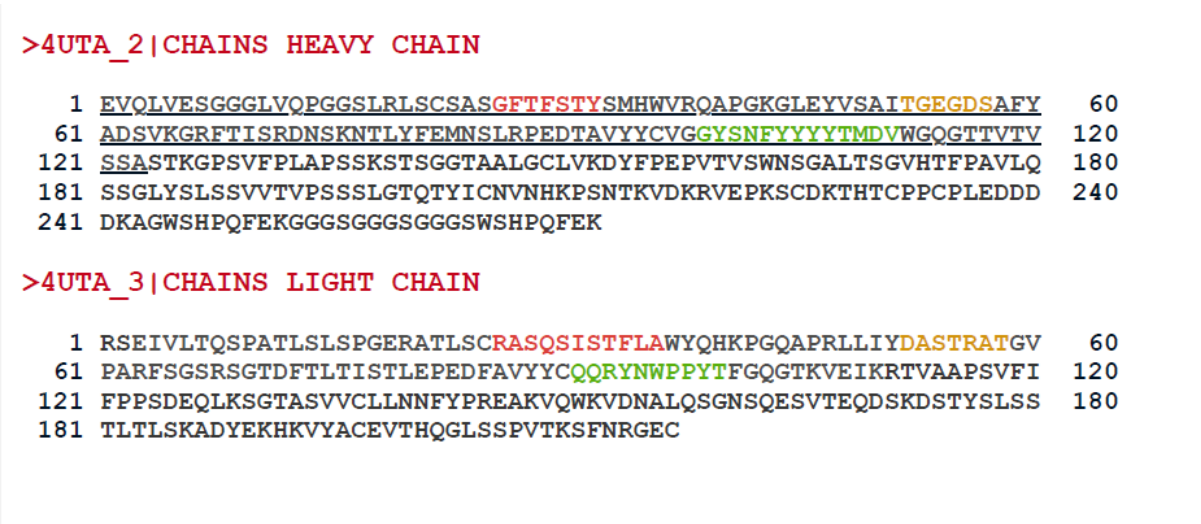 >4UTA_2|CHAINS HEAVY CHAIN
1 EVQLVESGGGLVQPGGSLRLSCSASGFTFSTYSMHWVRQAPGKGLEYVSAITGEGDSAFY 60
61 ADSVKGRFTISRDNSKNTLYFEMNSLRPEDTAVYYCVGGYSNFYYYYTMDVWGQGTTVTV 120
121 SSASTKGPSVFPLAPSSKSTSGGTAALGCLVKDYFPEPVTVSWNSGALTSGVHTFPAVLQ 180
181 SSGLYSLSSVVTVPSSSLGTQTYICNVNHKPSNTKVDKRVEPKSCDKTHTCPPCPLEDDD 240
241 DKAGWSHPQFEKGGGSGGGSGGGSWSHPQFEK
>4UTA_3|CHAINS LIGHT CHAIN
1 RSEIVLTQSPATLSLSPGERATLSCRASQSISTFLAWYQHKPGQAPRLLIYDASTRATGV 60
61 PARFSGSRSGTDFTLTISTLEPEDFAVYYCQQRYNWPPYTFGQGTKVEIKRTVAAPSVFI 120
121 FPPSDEQLKSGTASVVCLLNNFYPREAKVQWKVDNALQSGNSQESVTEQDSKDSTYSLSS 180
181 TLTLSKADYEKHKVYACEVTHQGLSSPVTKSFNRGEC